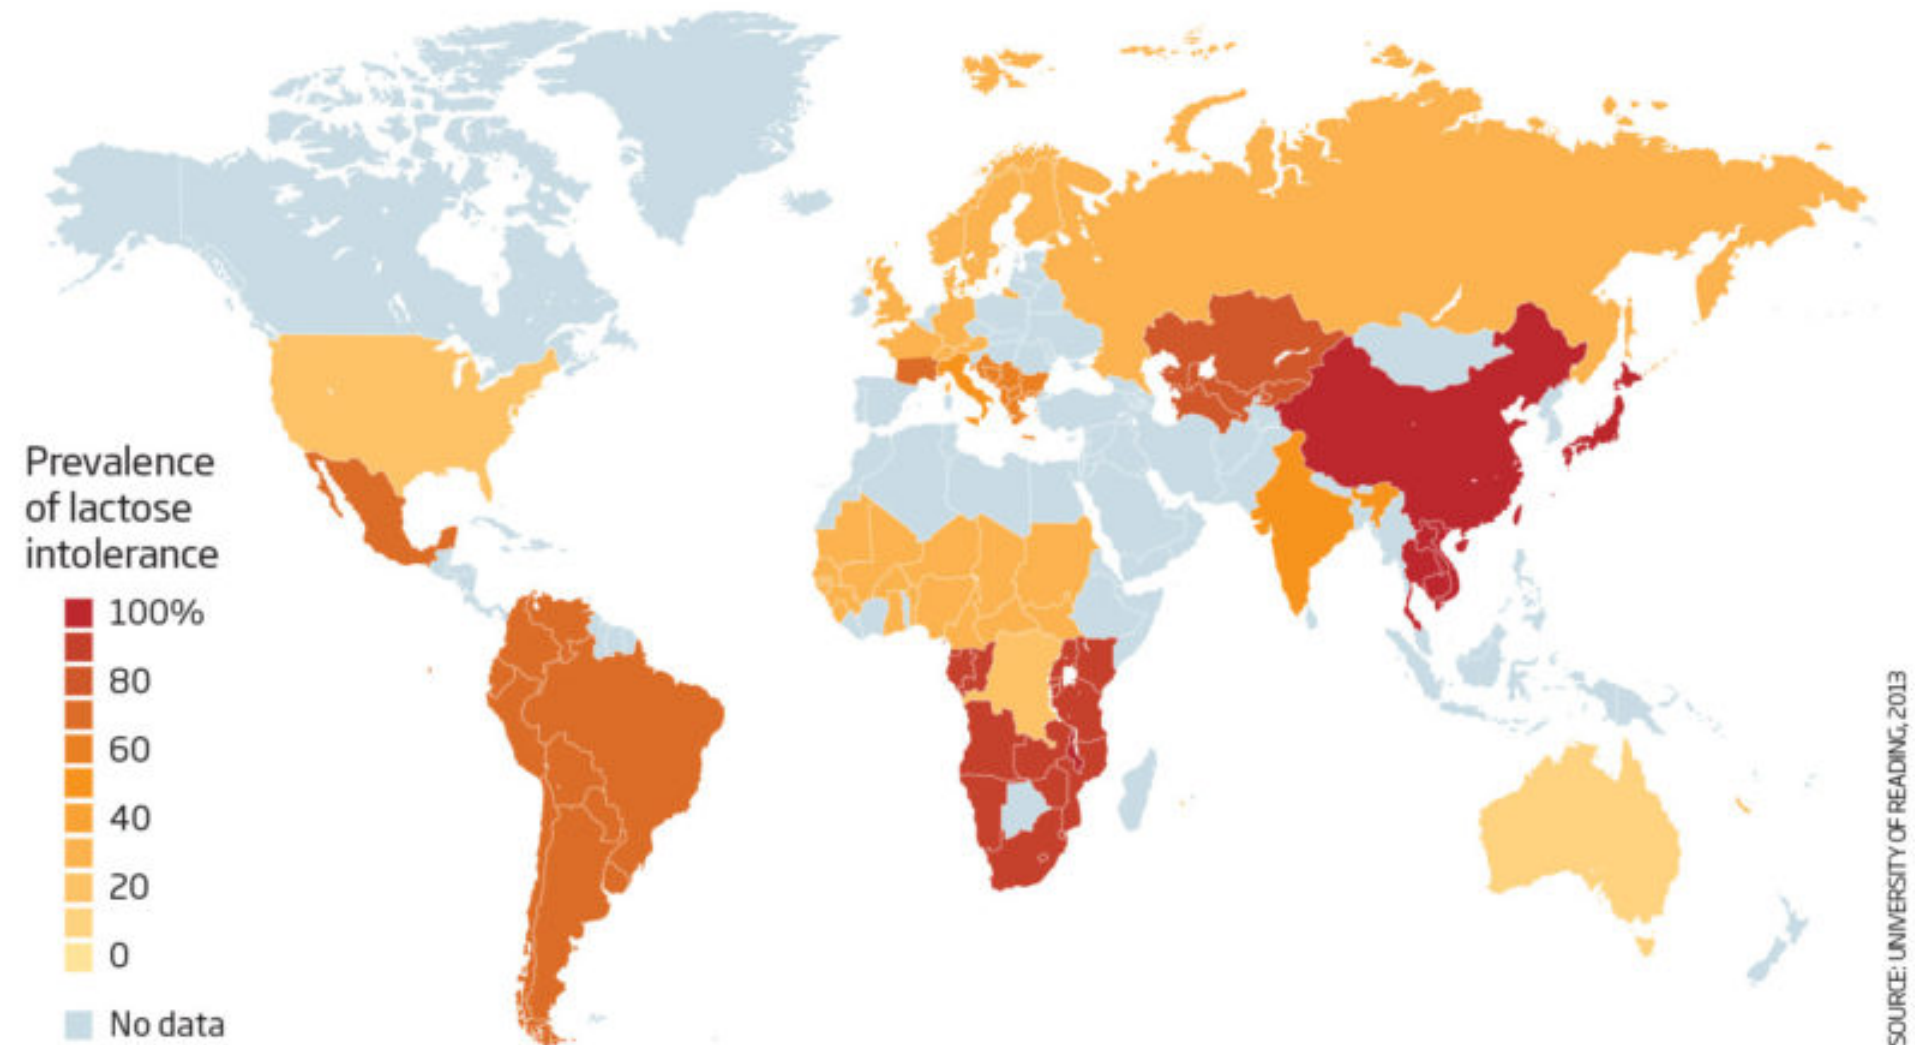 Prevalence
of lactose
intolerance
100%
80
60
40
20
0
No data
SOURCE: UNIVERSITY OF READING, 2013